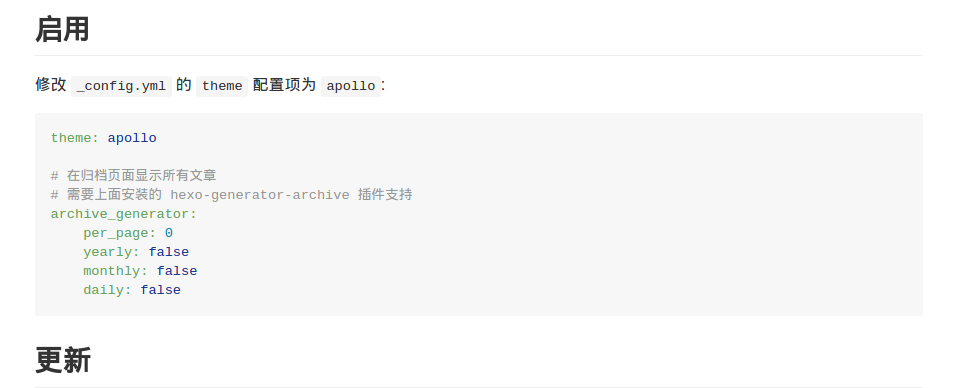 启用
修改 _config.yml 的 theme 配置项为 apollo:
theme: apollo
# 在归档页面显示所有文章
# 需要上面安装的 hexo-generator-archive 插件支持
archive_generator:
    per_page: 0
    yearly: false
    monthly: false
    daily: false
更新